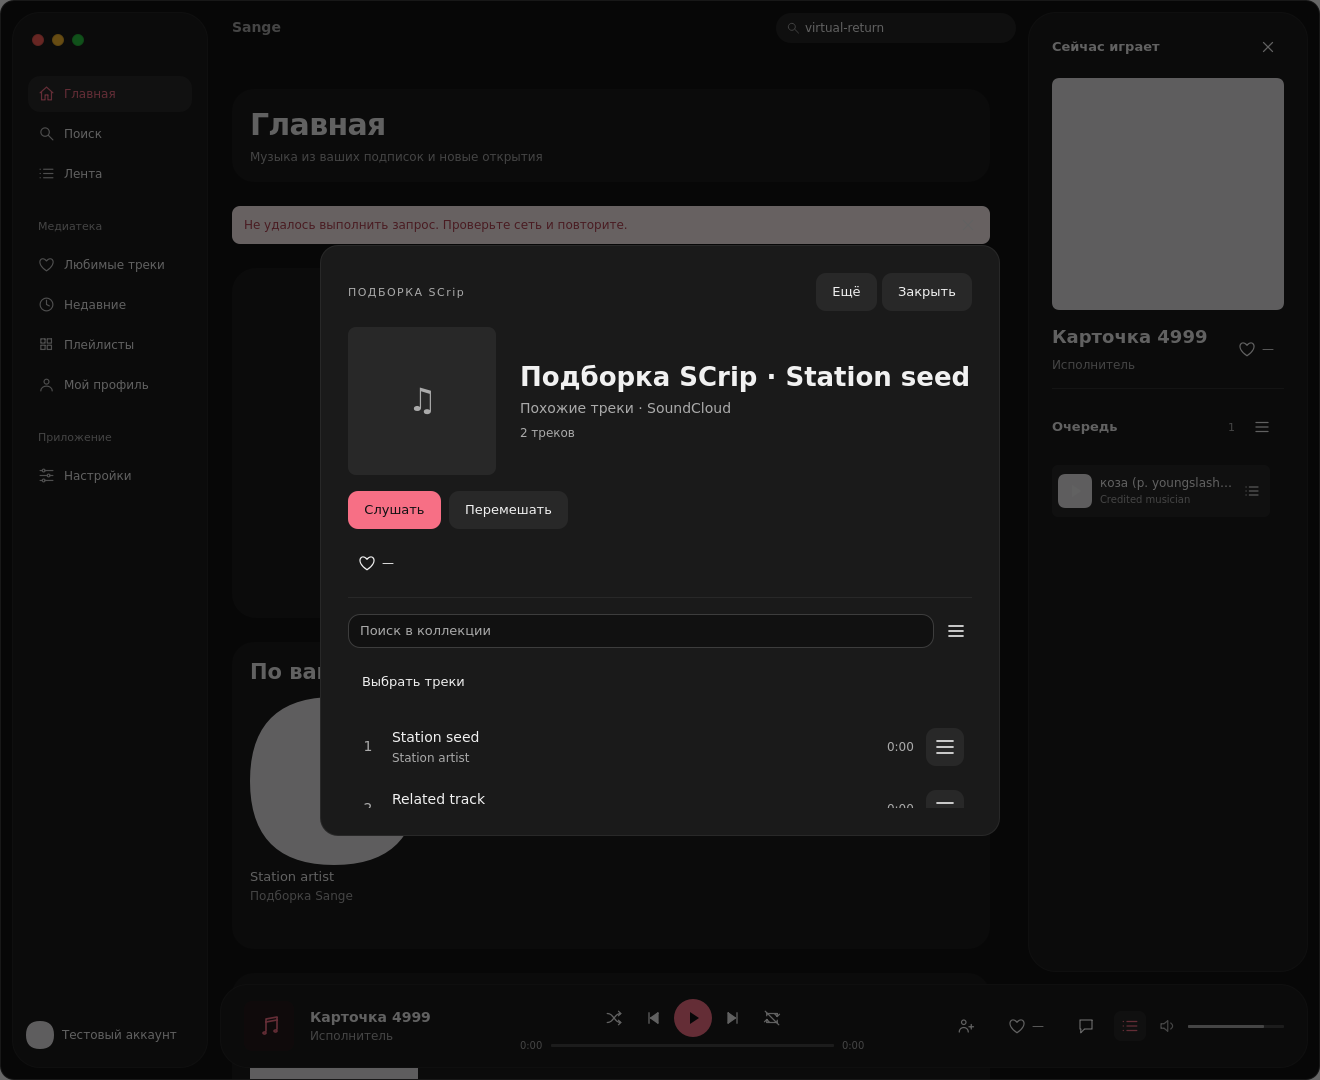 Sange
virtual-return
Главная
Поиск
Лента
Медиатека
Любимые треки
Недавние
Плейлисты
Мой профиль
Приложение
Настройки
Тестовый аккаунт
Главная
Музыка из ваших подписок и новые открытия
Не удалось выполнить запрос. Проверьте сеть и повторите.
По ва
Station artist
Подборка Sange
ПОДБОРКА SCrip
Ещё
Закрыть
Подборка SCrip · Station seed
Похожие треки · SoundCloud
2 треков
Слушать
Перемешать
—
Поиск в коллекции
Выбрать треки
1
Station seed
Station artist
0:00
2
Related track
0:00
Сейчас играет
Карточка 4999
Исполнитель
—
Очередь
1
коза (p. youngslash...
Credited musician
Карточка 4999
Исполнитель
0:00
0:00
—